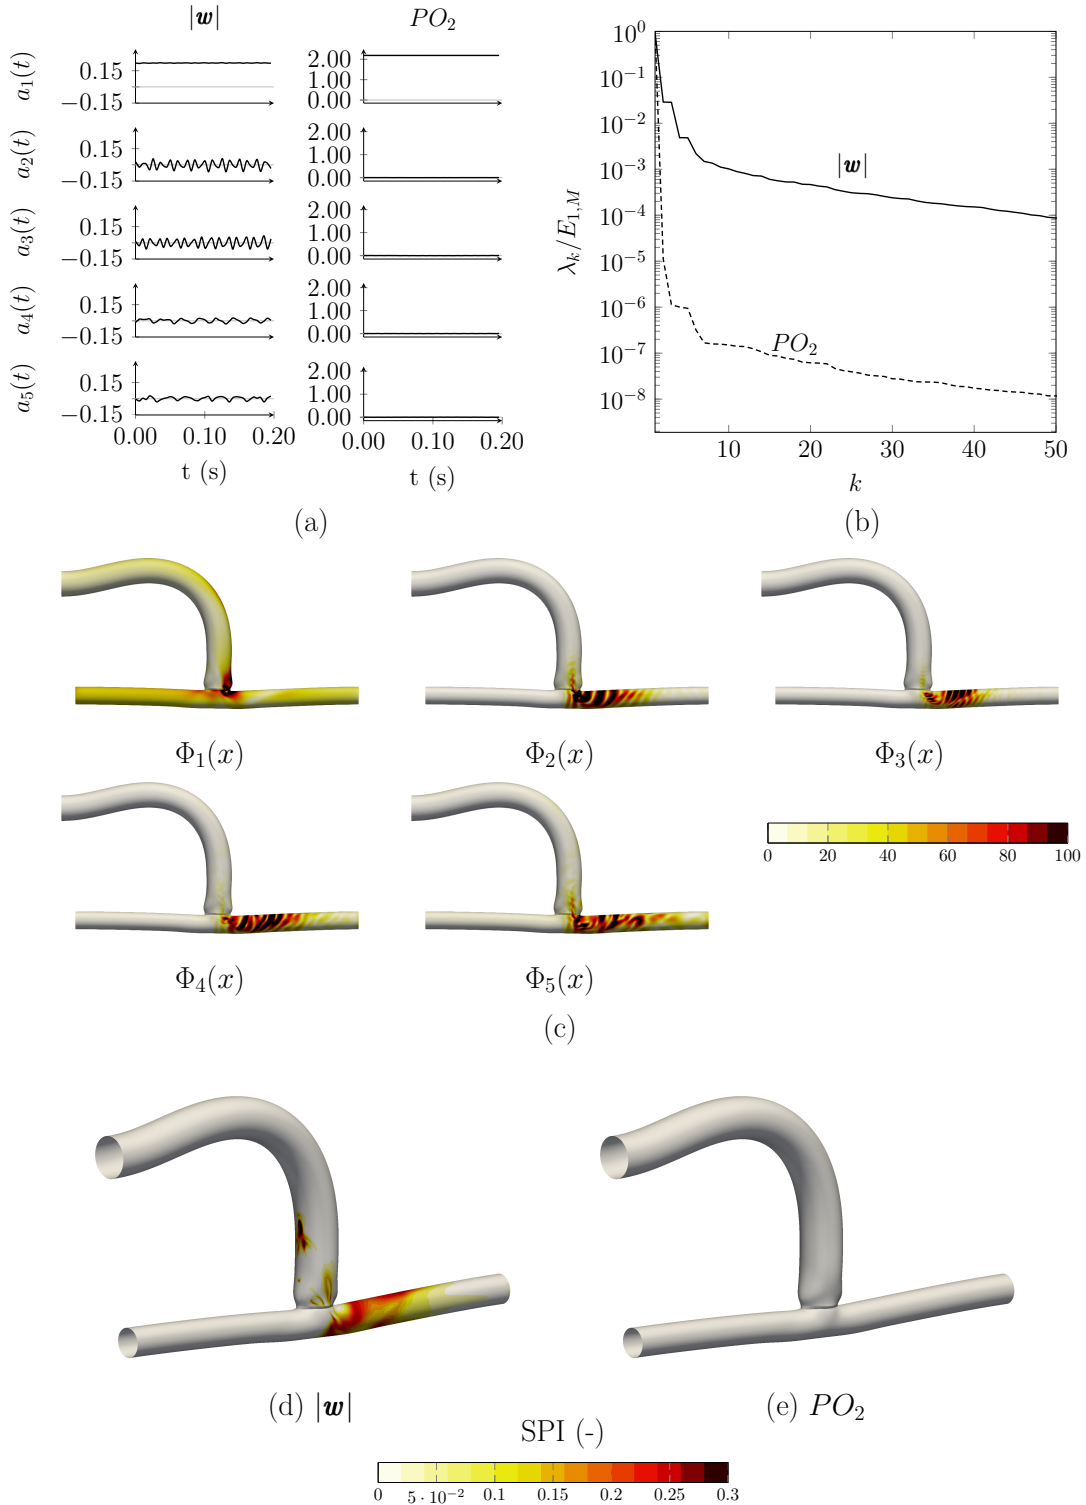 |w|
PO₂
a₁(t)
0.15
−0.15
2.00
1.00
0.00
a₂(t)
0.15
−0.15
2.00
1.00
0.00
a₃(t)
0.15
−0.15
2.00
1.00
0.00
a₄(t)
0.15
−0.15
2.00
1.00
0.00
a₅(t)
0.15
−0.15
2.00
1.00
0.00
0.00 0.10 0.20
t (s)
0.00 0.10 0.20
t (s)
(a)
λₖ/E₁,M
10⁰
10⁻¹
10⁻²
10⁻³
10⁻⁴
10⁻⁵
10⁻⁶
10⁻⁷
10⁻⁸
|w|
PO₂
10 20 30 40 50
k
(b)
Φ₁(x)
Φ₂(x)
Φ₃(x)
0 20 40 60 80 100
Φ₄(x)
Φ₅(x)
(c)
(d) |w|
(e) PO₂
SPI (-)
0 5·10⁻² 0.1 0.15 0.2 0.25 0.3